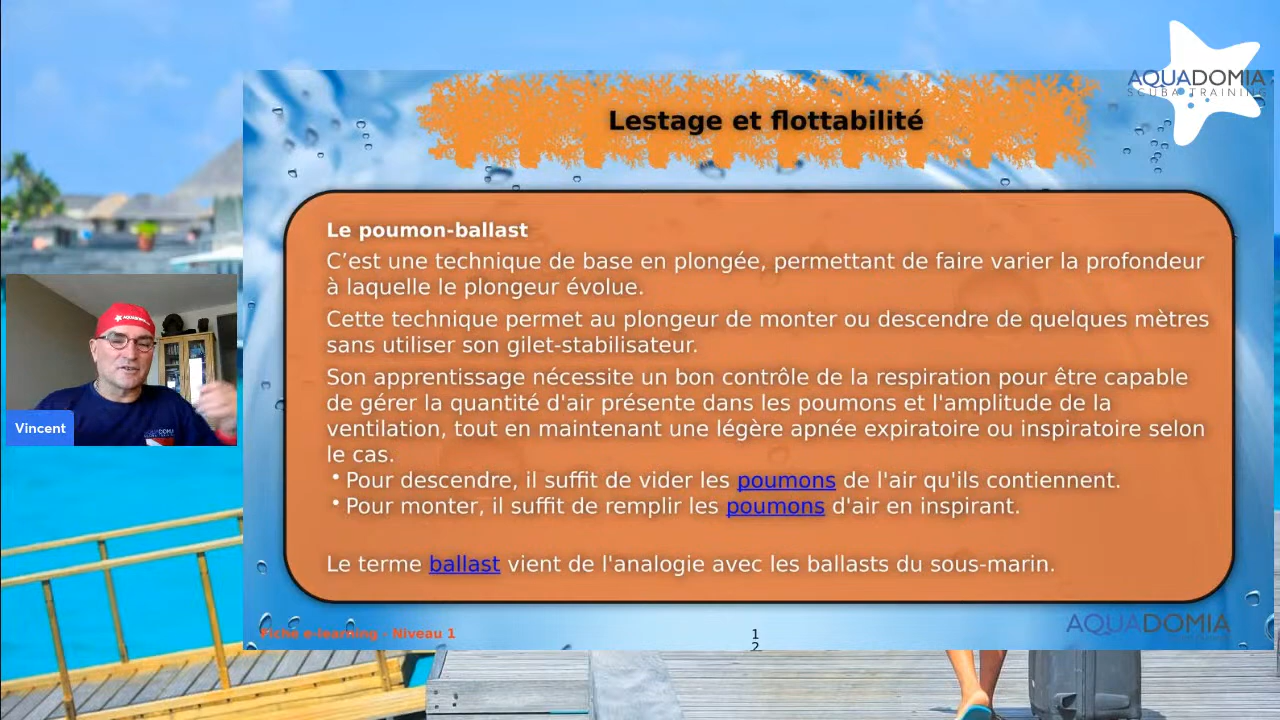 AQUADOMIA
SCUBA TRAINING
Lestage et flottabilité
Le poumon-ballast
C’est une technique de base en plongée, permettant de faire varier la profondeur
à laquelle le plongeur évolue.
Cette technique permet au plongeur de monter ou descendre de quelques mètres
sans utiliser son gilet-stabilisateur.
Son apprentissage nécessite un bon contrôle de la respiration pour être capable
de gérer la quantité d'air présente dans les poumons et l'amplitude de la
ventilation, tout en maintenant une légère apnée expiratoire ou inspiratoire selon
le cas.
• Pour descendre, il suffit de vider les poumons de l'air qu'ils contiennent.
• Pour monter, il suffit de remplir les poumons d'air en inspirant.
Le terme ballast vient de l'analogie avec les ballasts du sous-marin.
Vincent
Fiche e-learning - Niveau 1
1
2
AQUADOMIA